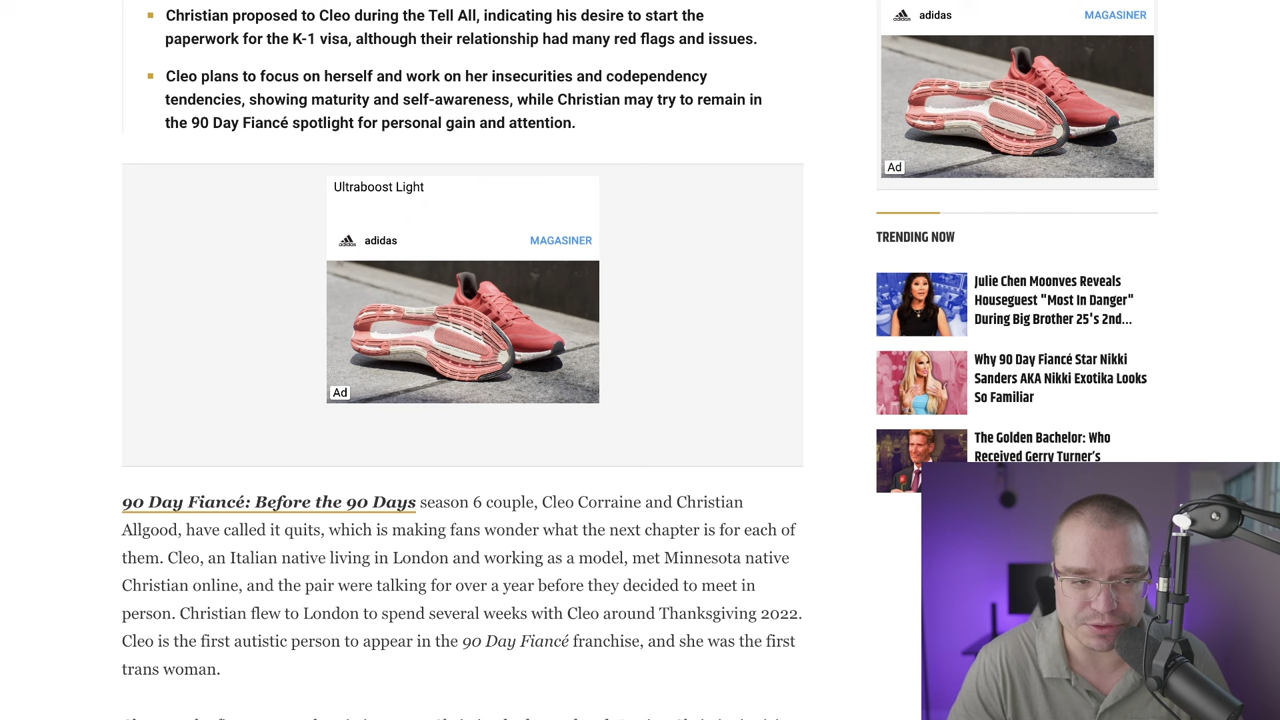 Christian proposed to Cleo during the Tell All, indicating his desire to start the
paperwork for the K-1 visa, although their relationship had many red flags and issues.
Cleo plans to focus on herself and work on her insecurities and codependency
tendencies, showing maturity and self-awareness, while Christian may try to remain in
the 90 Day Fiancé spotlight for personal gain and attention.
Ultraboost Light
adidas
MAGASINER
Ad
90 Day Fiancé: Before the 90 Days season 6 couple, Cleo Corraine and Christian
Allgood, have called it quits, which is making fans wonder what the next chapter is for each of
them. Cleo, an Italian native living in London and working as a model, met Minnesota native
Christian online, and the pair were talking for over a year before they decided to meet in
person. Christian flew to London to spend several weeks with Cleo around Thanksgiving 2022.
Cleo is the first autistic person to appear in the 90 Day Fiancé franchise, and she was the first
trans woman.
adidas
MAGASINER
Ad
TRENDING NOW
Julie Chen Moonves Reveals
Houseguest "Most In Danger"
During Big Brother 25's 2nd...
Why 90 Day Fiancé Star Nikki
Sanders AKA Nikki Exotika Looks
So Familiar
The Golden Bachelor: Who
Received Gerry Turner's